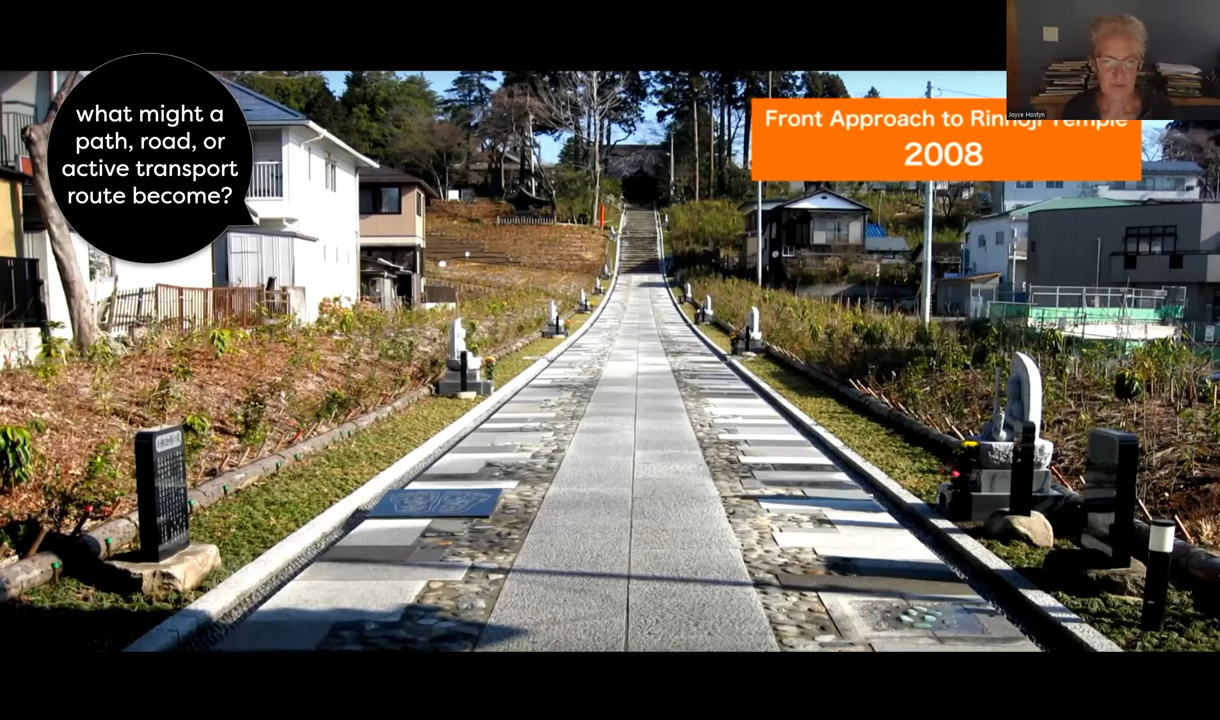 what might a
path, road, or
active transport
route become?
Front Approach to Rinnoji Temple
2008
Joyce Hostyn